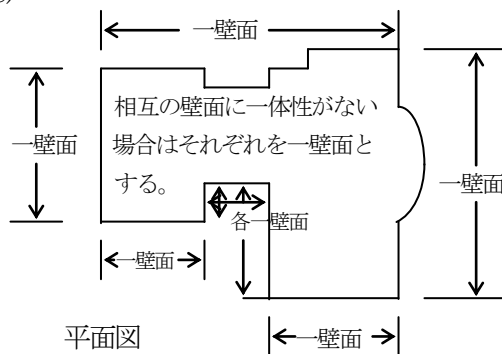 一壁面
相互の壁面に一体性がない
場合はそれぞれを一壁面と
する。
一壁面
一壁面
各一壁面
一壁面
平面図
一壁面